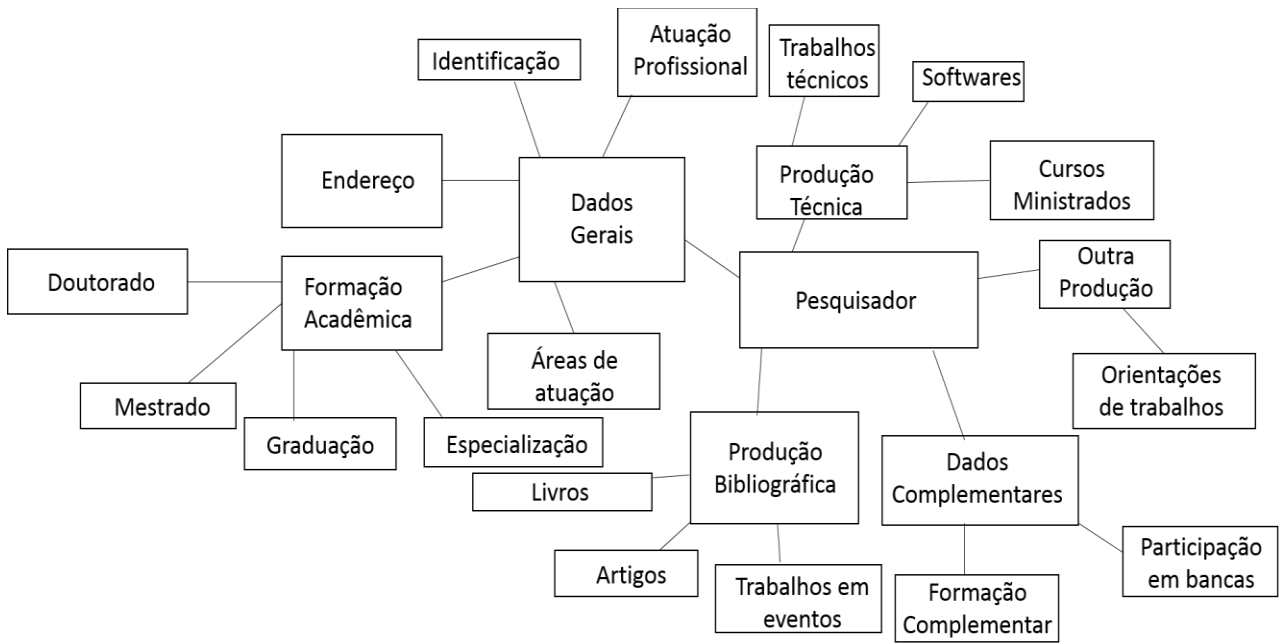 Atuação
Profissional
Trabalhos
técnicos
Identificação
Softwares
Endereço
Dados
Gerais
Produção
Técnica
Cursos
Ministrados
Doutorado
Formação
Acadêmica
Pesquisador
Outra
Produção
Áreas de
atuação
Mestrado
Graduação
Especialização
Orientações
de trabalhos
Livros
Produção
Bibliográfica
Dados
Complementares
Artigos
Trabalhos em
eventos
Formação
Complementar
Participação
em bancas